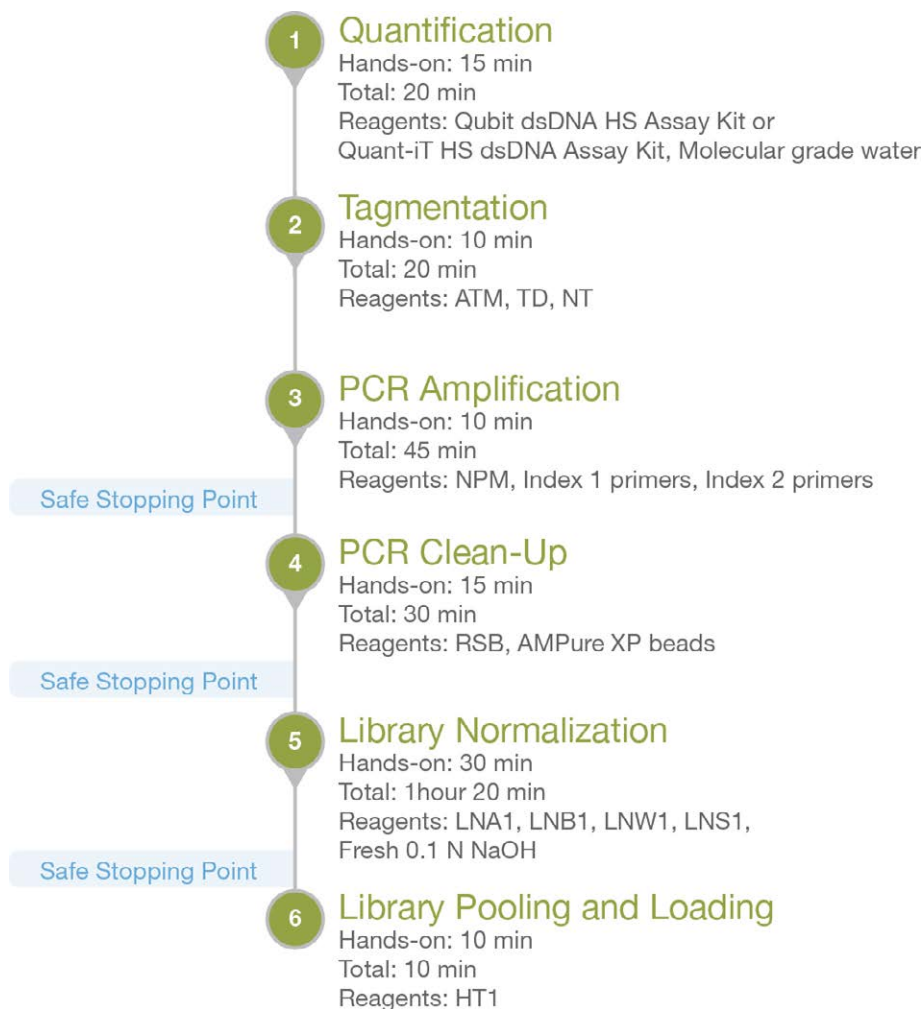 1
Quantification
Hands-on: 15 min
Total: 20 min
Reagents: Qubit dsDNA HS Assay Kit or
Quant-iT HS dsDNA Assay Kit, Molecular grade water
2
Tagmentation
Hands-on: 10 min
Total: 20 min
Reagents: ATM, TD, NT
3
PCR Amplification
Hands-on: 10 min
Total: 45 min
Reagents: NPM, Index 1 primers, Index 2 primers
Safe Stopping Point
4
PCR Clean-Up
Hands-on: 15 min
Total: 30 min
Reagents: RSB, AMPure XP beads
Safe Stopping Point
5
Library Normalization
Hands-on: 30 min
Total: 1hour 20 min
Reagents: LNA1, LNB1, LNW1, LNS1,
Fresh 0.1 N NaOH
Safe Stopping Point
6
Library Pooling and Loading
Hands-on: 10 min
Total: 10 min
Reagents: HT1